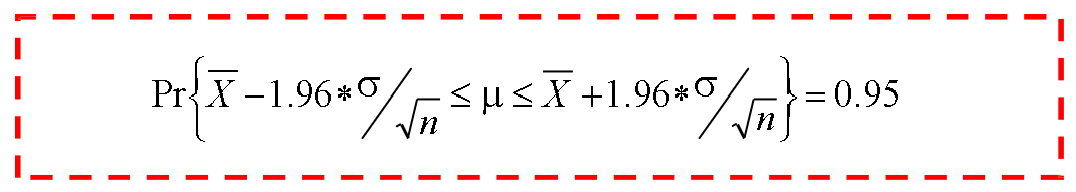 Pr{X̅ −1.96*σ/√n ≤ μ ≤ X̅ +1.96*σ/√n} = 0.95